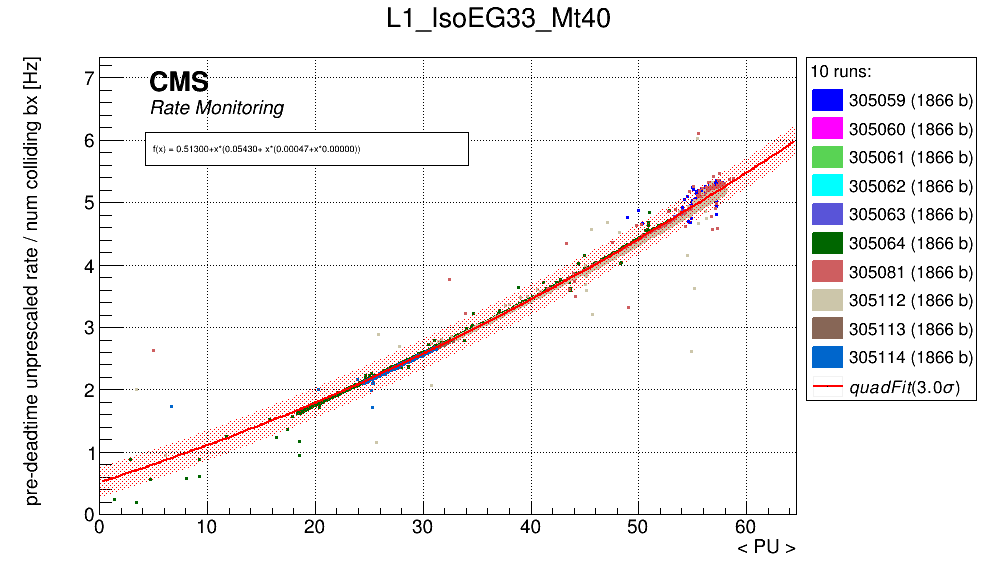 L1_IsoEG33_Mt40
pre-deadtime unprescaled rate / num colliding bx [Hz]
CMS
Rate Monitoring
f(x) = 0.51300+x*(0.05430+ x*(0.00047+x*0.00000))
7
6
5
4
3
2
1
0
0 10 20 30 40 50 60
< PU >
10 runs:
305059 (1866 b)
305060 (1866 b)
305061 (1866 b)
305062 (1866 b)
305063 (1866 b)
305064 (1866 b)
305081 (1866 b)
305112 (1866 b)
305113 (1866 b)
305114 (1866 b)
quadFit(3.0σ)